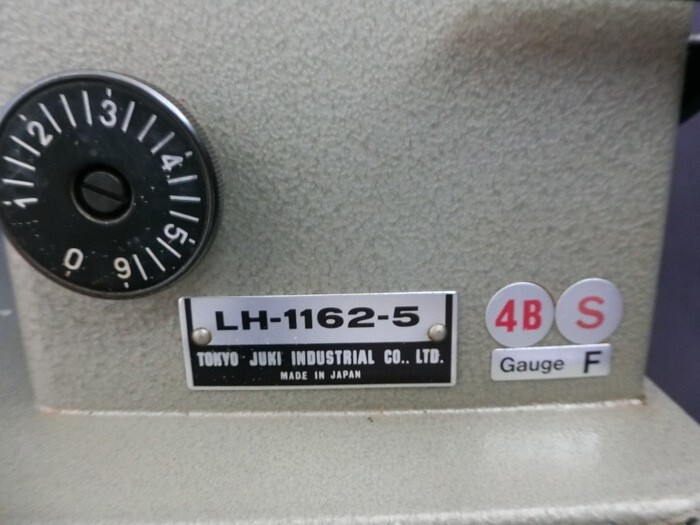 0 1 2 3 4 5 6
LH-1162-5
TOKYO JUKI INDUSTRIAL CO., LTD.
MADE IN JAPAN
4B S
Gauge F